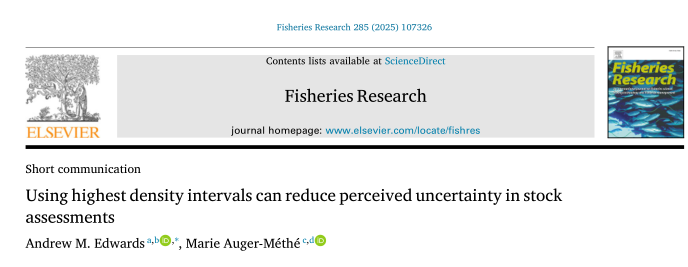 Fisheries Research 285 (2025) 107326
Contents lists available at ScienceDirect
Fisheries Research
journal homepage: www.elsevier.com/locate/fishres
ELSEVIER
Fisheries
Research
Short communication
Using highest density intervals can reduce perceived uncertainty in stock
assessments
Andrew M. Edwards a,b,*, Marie Auger-Méthé c,d